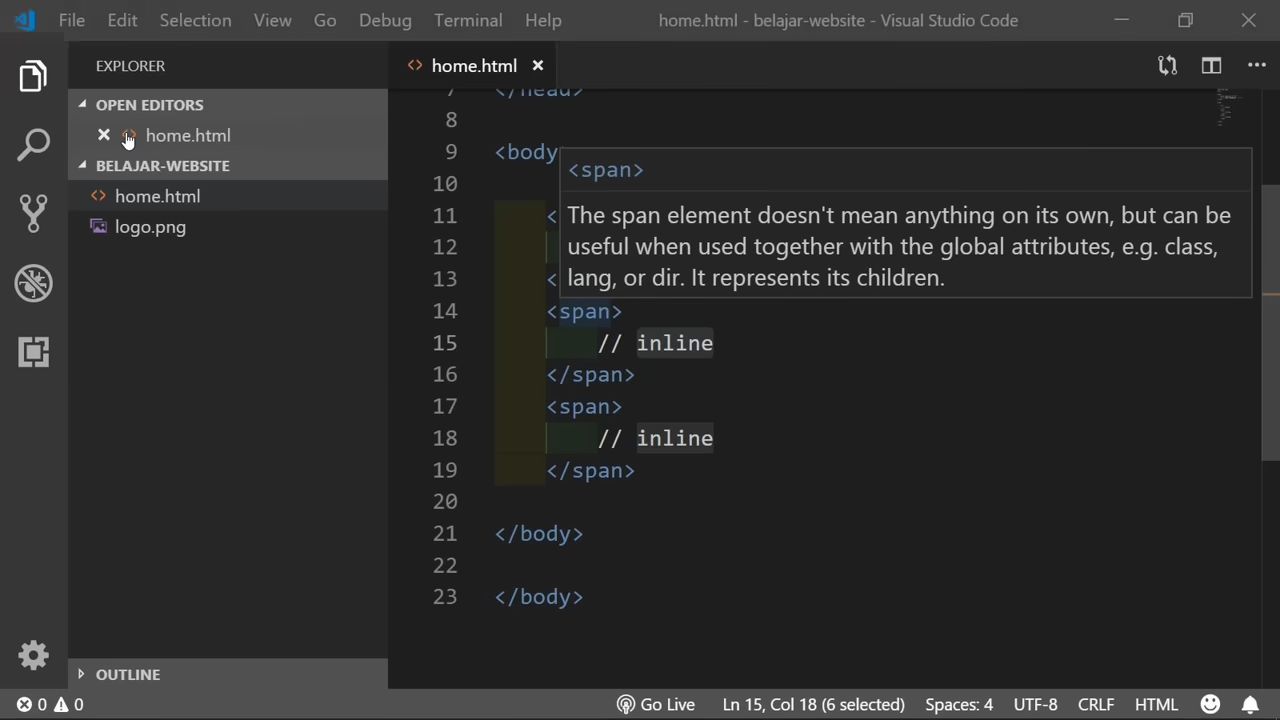 File Edit Selection View Go Debug Terminal Help home.html - belajar-website - Visual Studio Code
EXPLORER
OPEN EDITORS
home.html
BELAJAR-WEBSITE
home.html
logo.png
OUTLINE
home.html
7 </head>
8
9 <body
<span>
The span element doesn't mean anything on its own, but can be
useful when used together with the global attributes, e.g. class,
lang, or dir. It represents its children.
10
11 <
12
13 <
14 <span>
15 // inline
16 </span>
17 <span>
18 // inline
19 </span>
20
21 </body>
22
23 </body>
0 0 Go Live Ln 15, Col 18 (6 selected) Spaces: 4 UTF-8 CRLF HTML